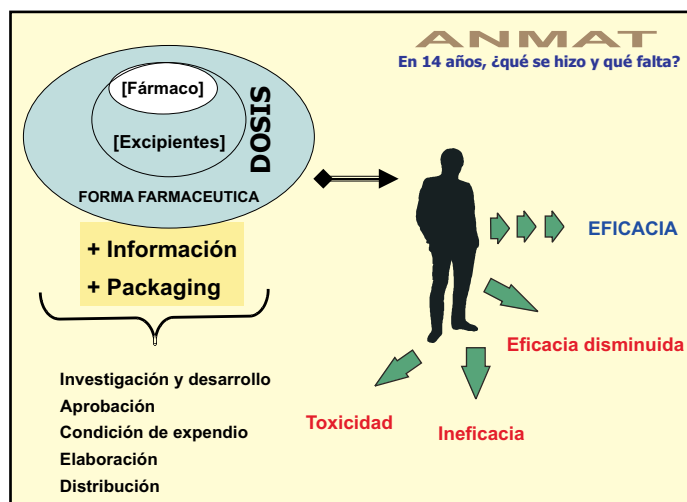 ANMAT
En 14 años, ¿qué se hizo y qué falta?
[Fármaco]
[Excipientes]
DOSIS
FORMA FARMACEUTICA
+ Información
+ Packaging
EFICACIA
Eficacia disminuida
Toxicidad
Ineficacia
Investigación y desarrollo
Aprobación
Condición de expendio
Elaboración
Distribución